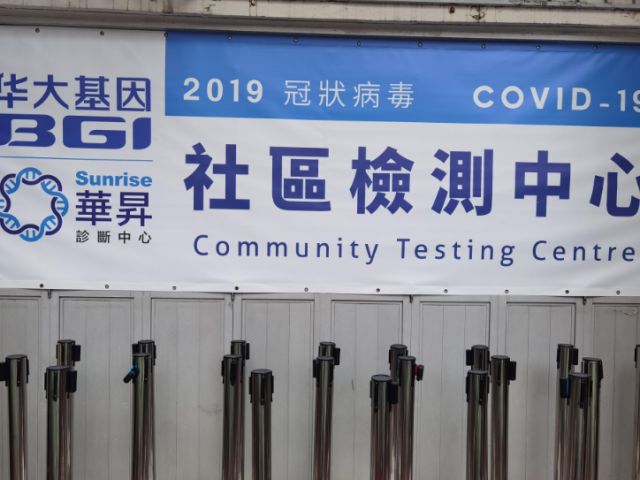 华大基因
BGI
Sunrise
華昇
診斷中心
2019 冠狀病毒 COVID-19
社區檢測中心
Community Testing Centre